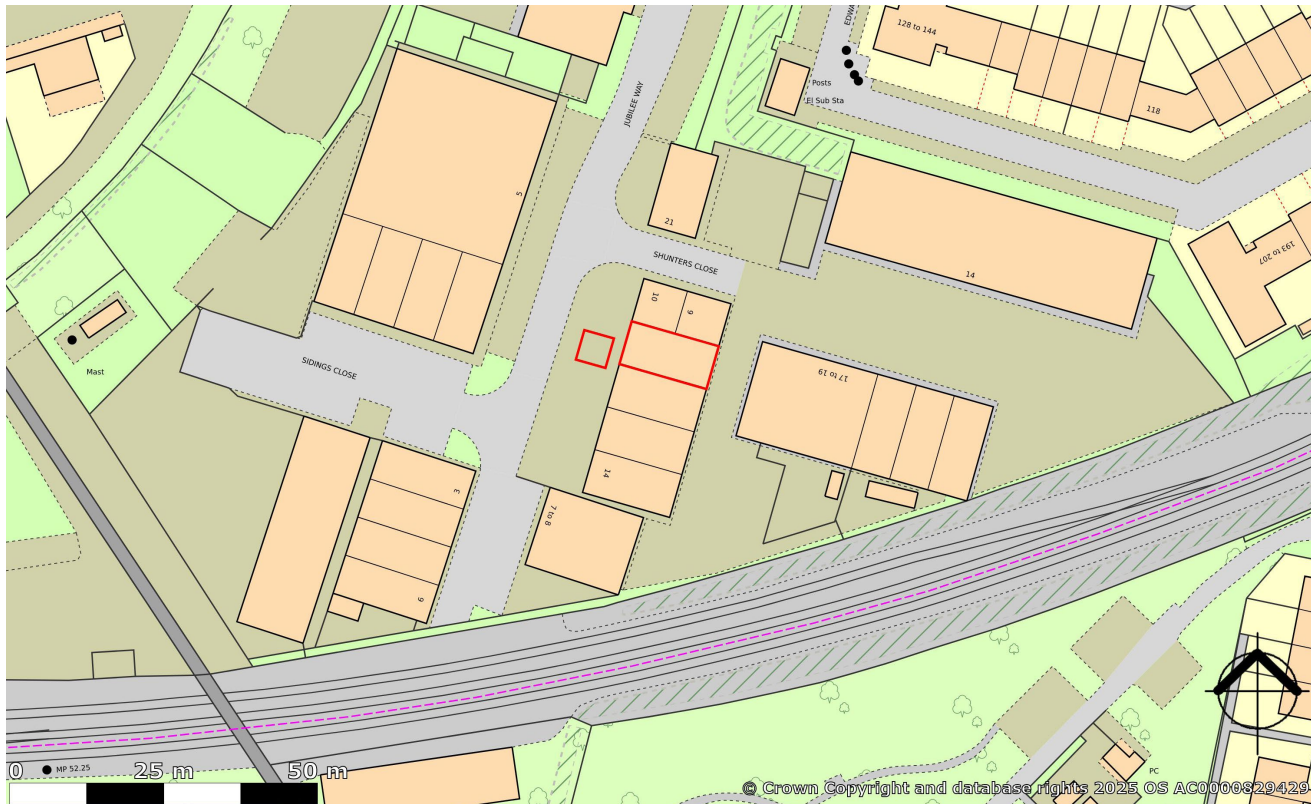 128 to 144
EDWA
Posts
El Sub Sta
118
JUBILEE WAY
5
21
SHUNTERS CLOSE
14
193 to 207
10
9
Mast
SIDINGS CLOSE
17 to 19
3
14
7 to 8
6
MP 52.25
PC
0 25 m 50 m
© Crown Copyright and database rights 2025 OS AC0000829429